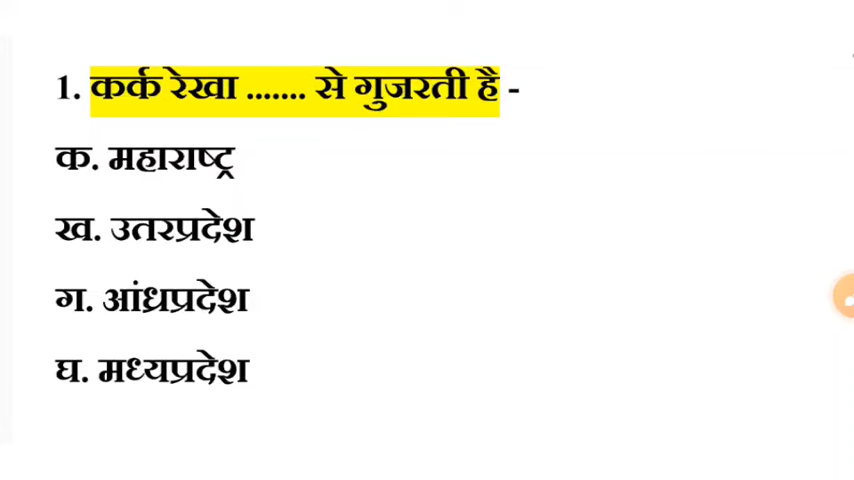 1. कर्क रेखा ....... से गुजरती है -
क. महाराष्ट्र
ख. उतरप्रदेश
ग. आंध्रप्रदेश
घ. मध्यप्रदेश